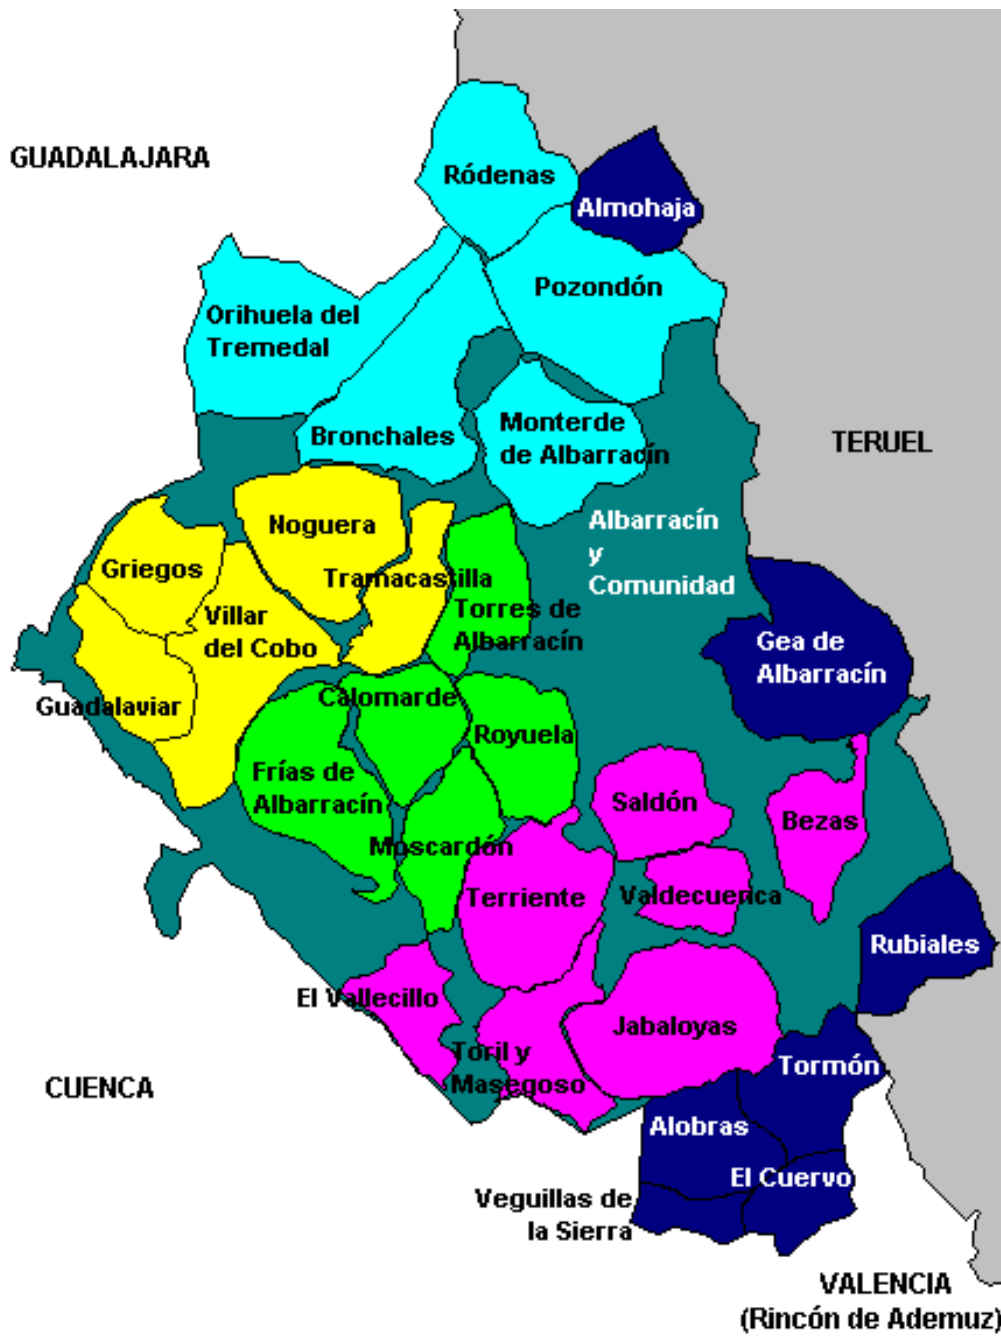 GUADALAJARA
Ródenas
Almohaja
Pozondón
Orihuela del
Tremedal
Bronchales
Monterde
de Albarracín
TERUEL
Albarracín
y
Comunidad
Noguera
Griegos
Tramacastilla
Villar
del Cobo
Torres de
Albarracín
Gea de
Albarracín
Guadalaviar
Calomarde
Royuela
Frías de
Albarracín
Saldón
Bezas
Moscardón
Terriente
Valdecuenca
Rubiales
El Vallecillo
Jabaloyas
Toril y
Masegoso
Tormón
CUENCA
Alobras
El Cuervo
Veguillas de
la Sierra
VALENCIA
(Rincón de Ademuz)